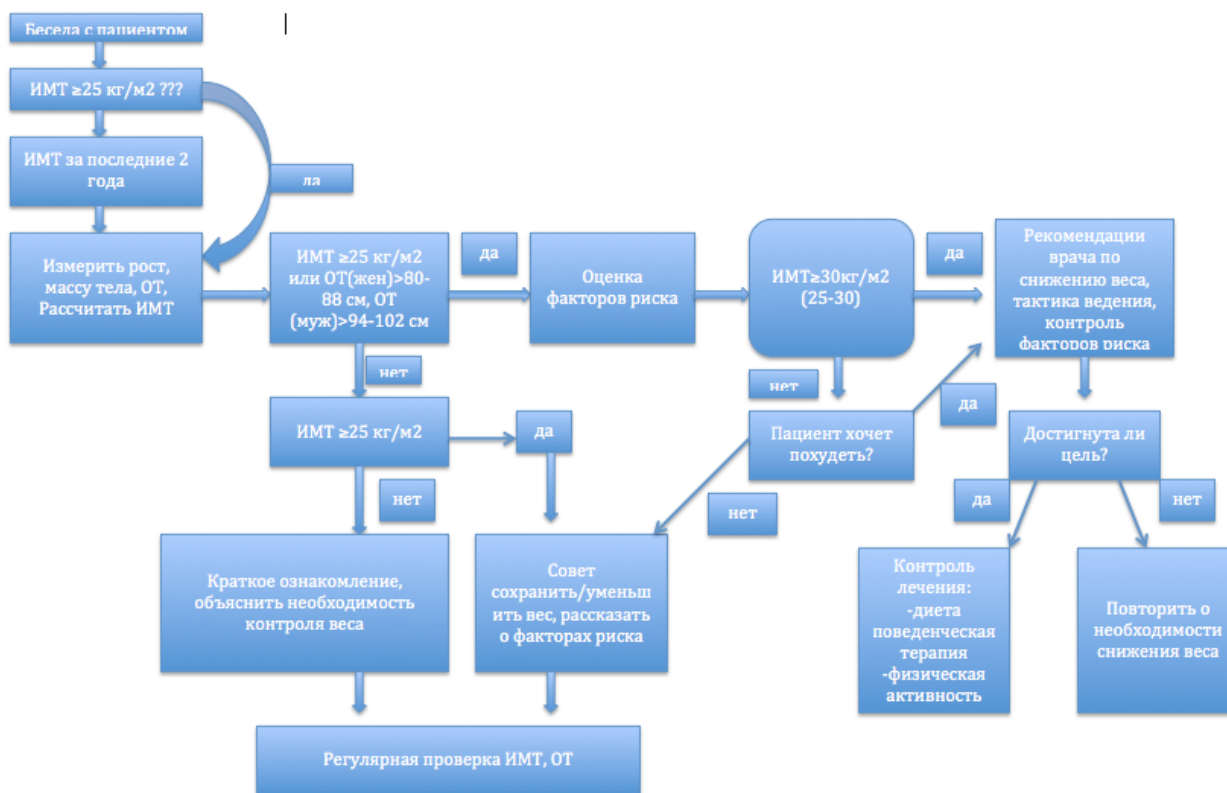 Беседа с пациентом
ИМТ ≥25 кг/м2 ???
ИМТ за последние 2
года
да
Измерить рост,
массу тела, ОТ,
Рассчитать ИМТ
ИМТ ≥25 кг/м2
или ОТ(жен)>80-
88 см, ОТ
(муж)>94-102 см
да
Оценка
факторов риска
ИМТ≥30кг/м2
(25-30)
да
Рекомендации
врача по
снижению веса,
тактика ведения,
контроль
факторов риска
нет
нет
ИМТ ≥25 кг/м2
да
Пациент хочет
похудеть?
да
Достигнута ли
цель?
нет
нет
да
нет
Краткое ознакомление,
объяснить необходимость
контроля веса
Совет
сохранить/уменьш
ить вес, рассказать
о факторах риска
Контроль
лечения:
-диета
поведенческая
терапия
-физическая
активность
Повторить о
необходимости
снижения веса
Регулярная проверка ИМТ, ОТ